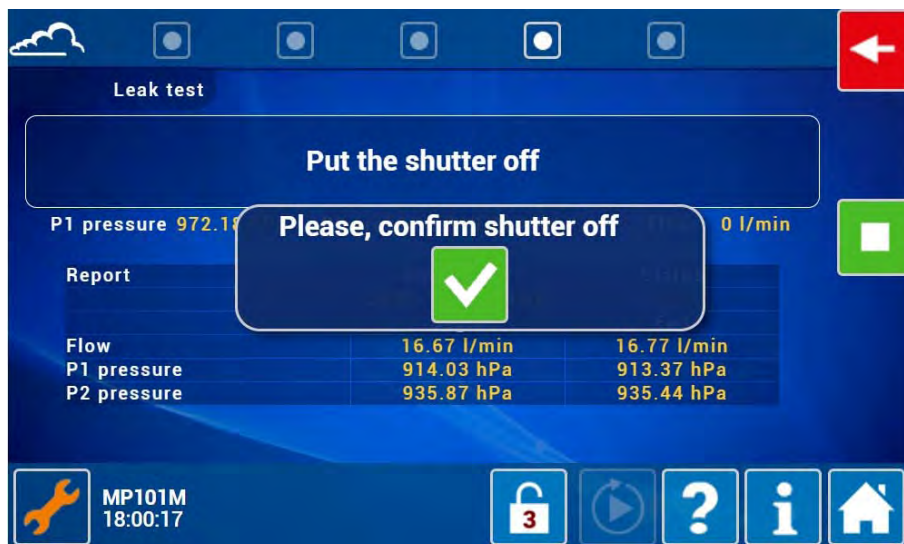 Leak test
Put the shutter off
P1 pressure 972.18 0 l/min
Please, confirm shutter off
Report
Flow 16.67 l/min 16.77 l/min
P1 pressure 914.03 hPa 913.37 hPa
P2 pressure 935.87 hPa 935.44 hPa
MP101M
18:00:17
3
?
i